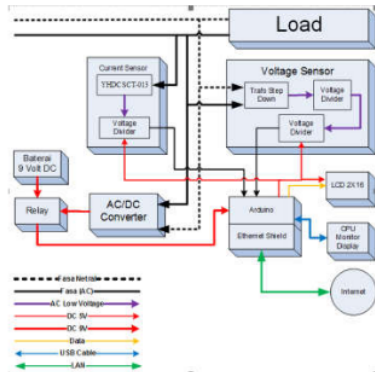 Load
Current Sensor
YHDC SCT-013
Voltage
Divider
Voltage Sensor
Trafo Step
Down
Voltage
Divider
Voltage
Divider
Baterai
9 Volt DC
Relay
AC/DC
Converter
Arduino
Ethernet Shield
LCD 2X16
CPU
Monitor
Display
Internet
Fasa Netral
Fasa (AC)
AC Low Voltage
DC 5V
DC 9V
Data
USB Cable
LAN